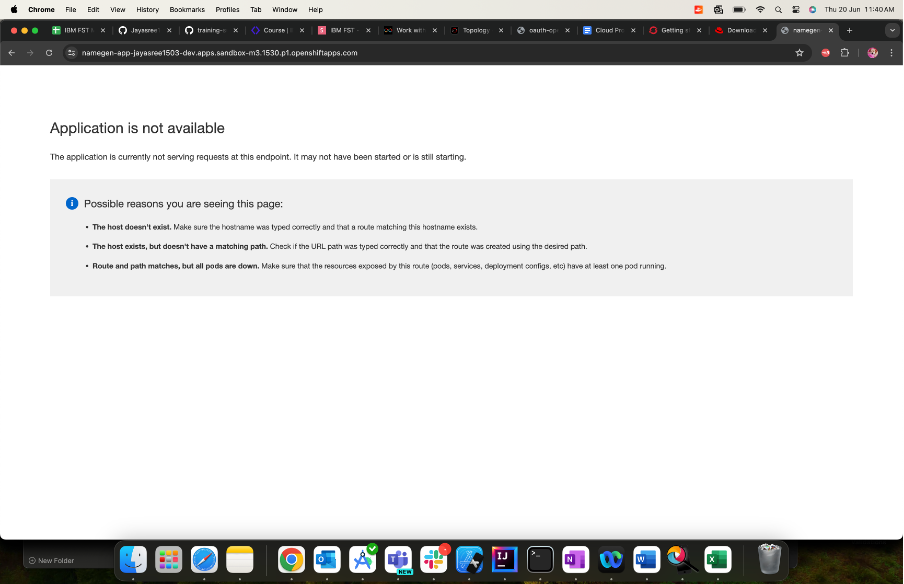 Chrome File Edit View History Bookmarks Profiles Tab Window Help Thu 20 Jun 11:40 AM
IBM FST Jayasree1 training- Course | IBM FST - Work with Topology oauth-op Cloud Pro Getting s Downloa namegen
namegen-app-jayasree1503-dev.apps.sandbox-m3.1530.p1.openshiftapps.com
Application is not available
The application is currently not serving requests at this endpoint. It may not have been started or is still starting.
Possible reasons you are seeing this page:
• The host doesn't exist. Make sure the hostname was typed correctly and that a route matching this hostname exists.
• The host exists, but doesn't have a matching path. Check if the URL path was typed correctly and that the route was created using the desired path.
• Route and path matches, but all pods are down. Make sure that the resources exposed by this route (pods, services, deployment configs, etc) have at least one pod running.
New Folder
NEW